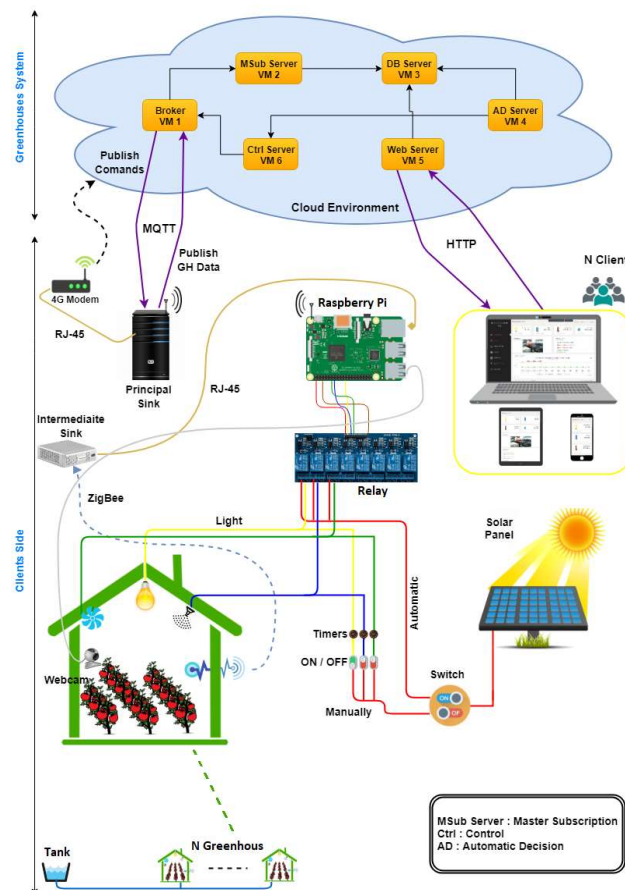 Greenhouses System
MSub Server
VM 2
DB Server
VM 3
Broker
VM 1
AD Server
VM 4
Ctrl Server
VM 6
Web Server
VM 5
Publish
Comands
Cloud Environment
MQTT
Publish
GH Data
HTTP
N Client
4G Modem
RJ-45
Principal
Sink
Raspberry Pi
RJ-45
Intermediaite
Sink
Relay
ZigBee
Clients Side
Light
Solar
Panel
Automatic
Timers
ON / OFF
Webcam
Manually
Switch
ON
OF
MSub Server : Master Subscription
Ctrl : Control
AD : Automatic Decision
N Greenhous
Tank